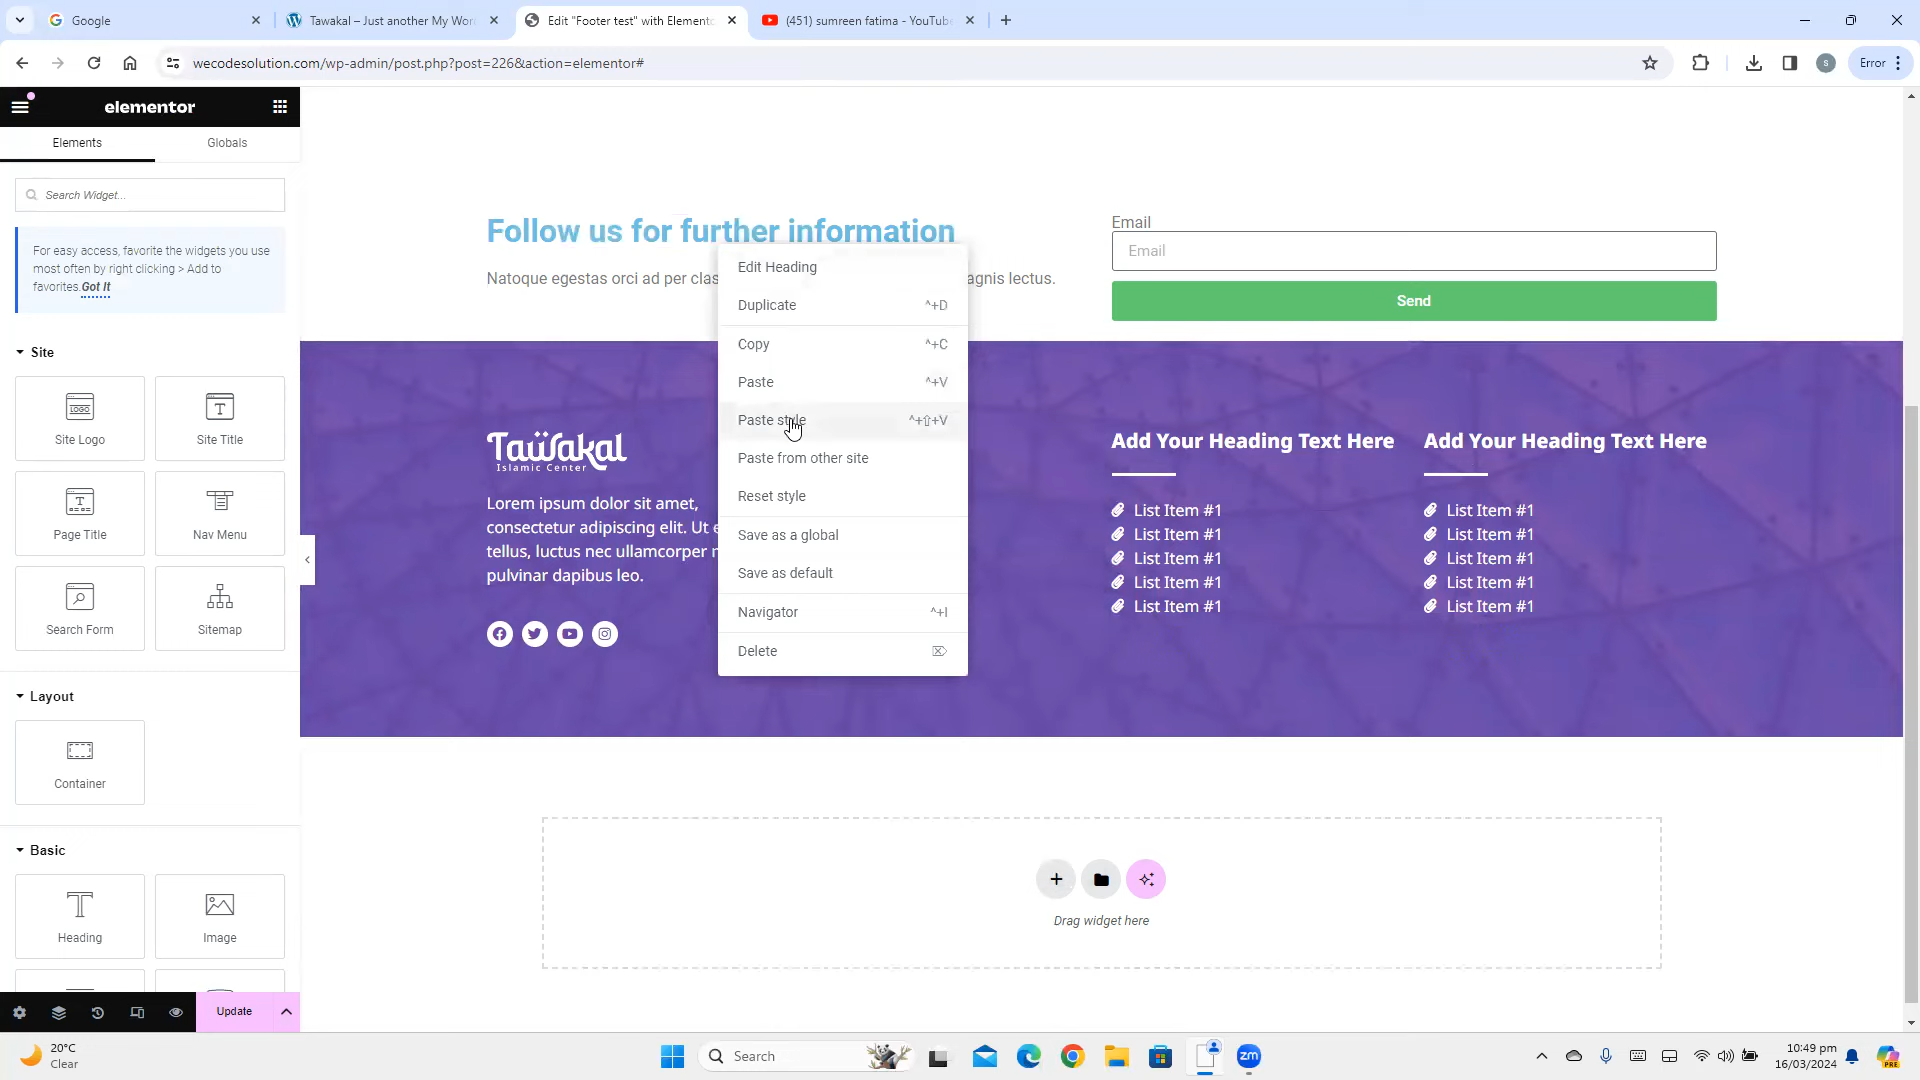 Google
Tawakal – Just another My Wor
Edit "Footer test" with Elemento
(451) sumreen fatima - YouTube
wecodesolution.com/wp-admin/post.php?post=226&action=elementor#
S
Error
elementor
Elements
Globals
Search Widget...
For easy access, favorite the widgets you use
most often by right clicking > Add to
favorites. Got It
Site
LOGO
Site Logo
Site Title
Page Title
Nav Menu
Search Form
Sitemap
Layout
Container
Basic
Heading
Image
Update
Follow us for further information
Natoque egestas orci ad per clas
agnis lectus.
Email
Email
Send
Edit Heading
Duplicate ^+D
Copy ^+C
Paste ^+V
Paste style ^+⇧+V
Paste from other site
Reset style
Save as a global
Save as default
Navigator ^+I
Delete ⌦
Tawakal
Islamic Center
Lorem ipsum dolor sit amet,
consectetur adipiscing elit. Ut e
tellus, luctus nec ullamcorper
pulvinar dapibus leo.
Add Your Heading Text Here
List Item #1
List Item #1
List Item #1
List Item #1
List Item #1
Add Your Heading Text Here
List Item #1
List Item #1
List Item #1
List Item #1
List Item #1
Drag widget here
20°C
Clear
Search
zm
10:49 pm
16/03/2024
PRE